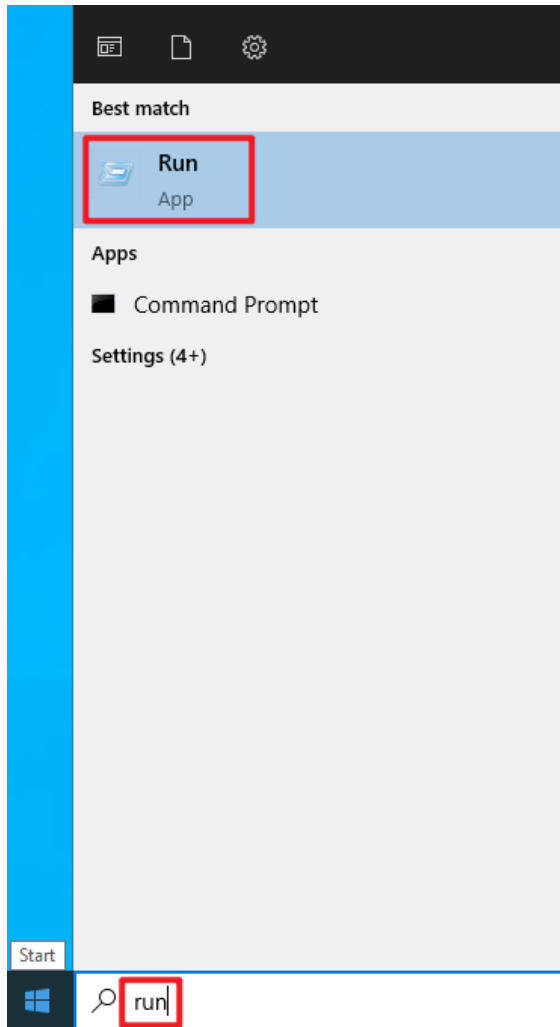 Best match
Run
App
Apps
Command Prompt
Settings (4+)
Start
run